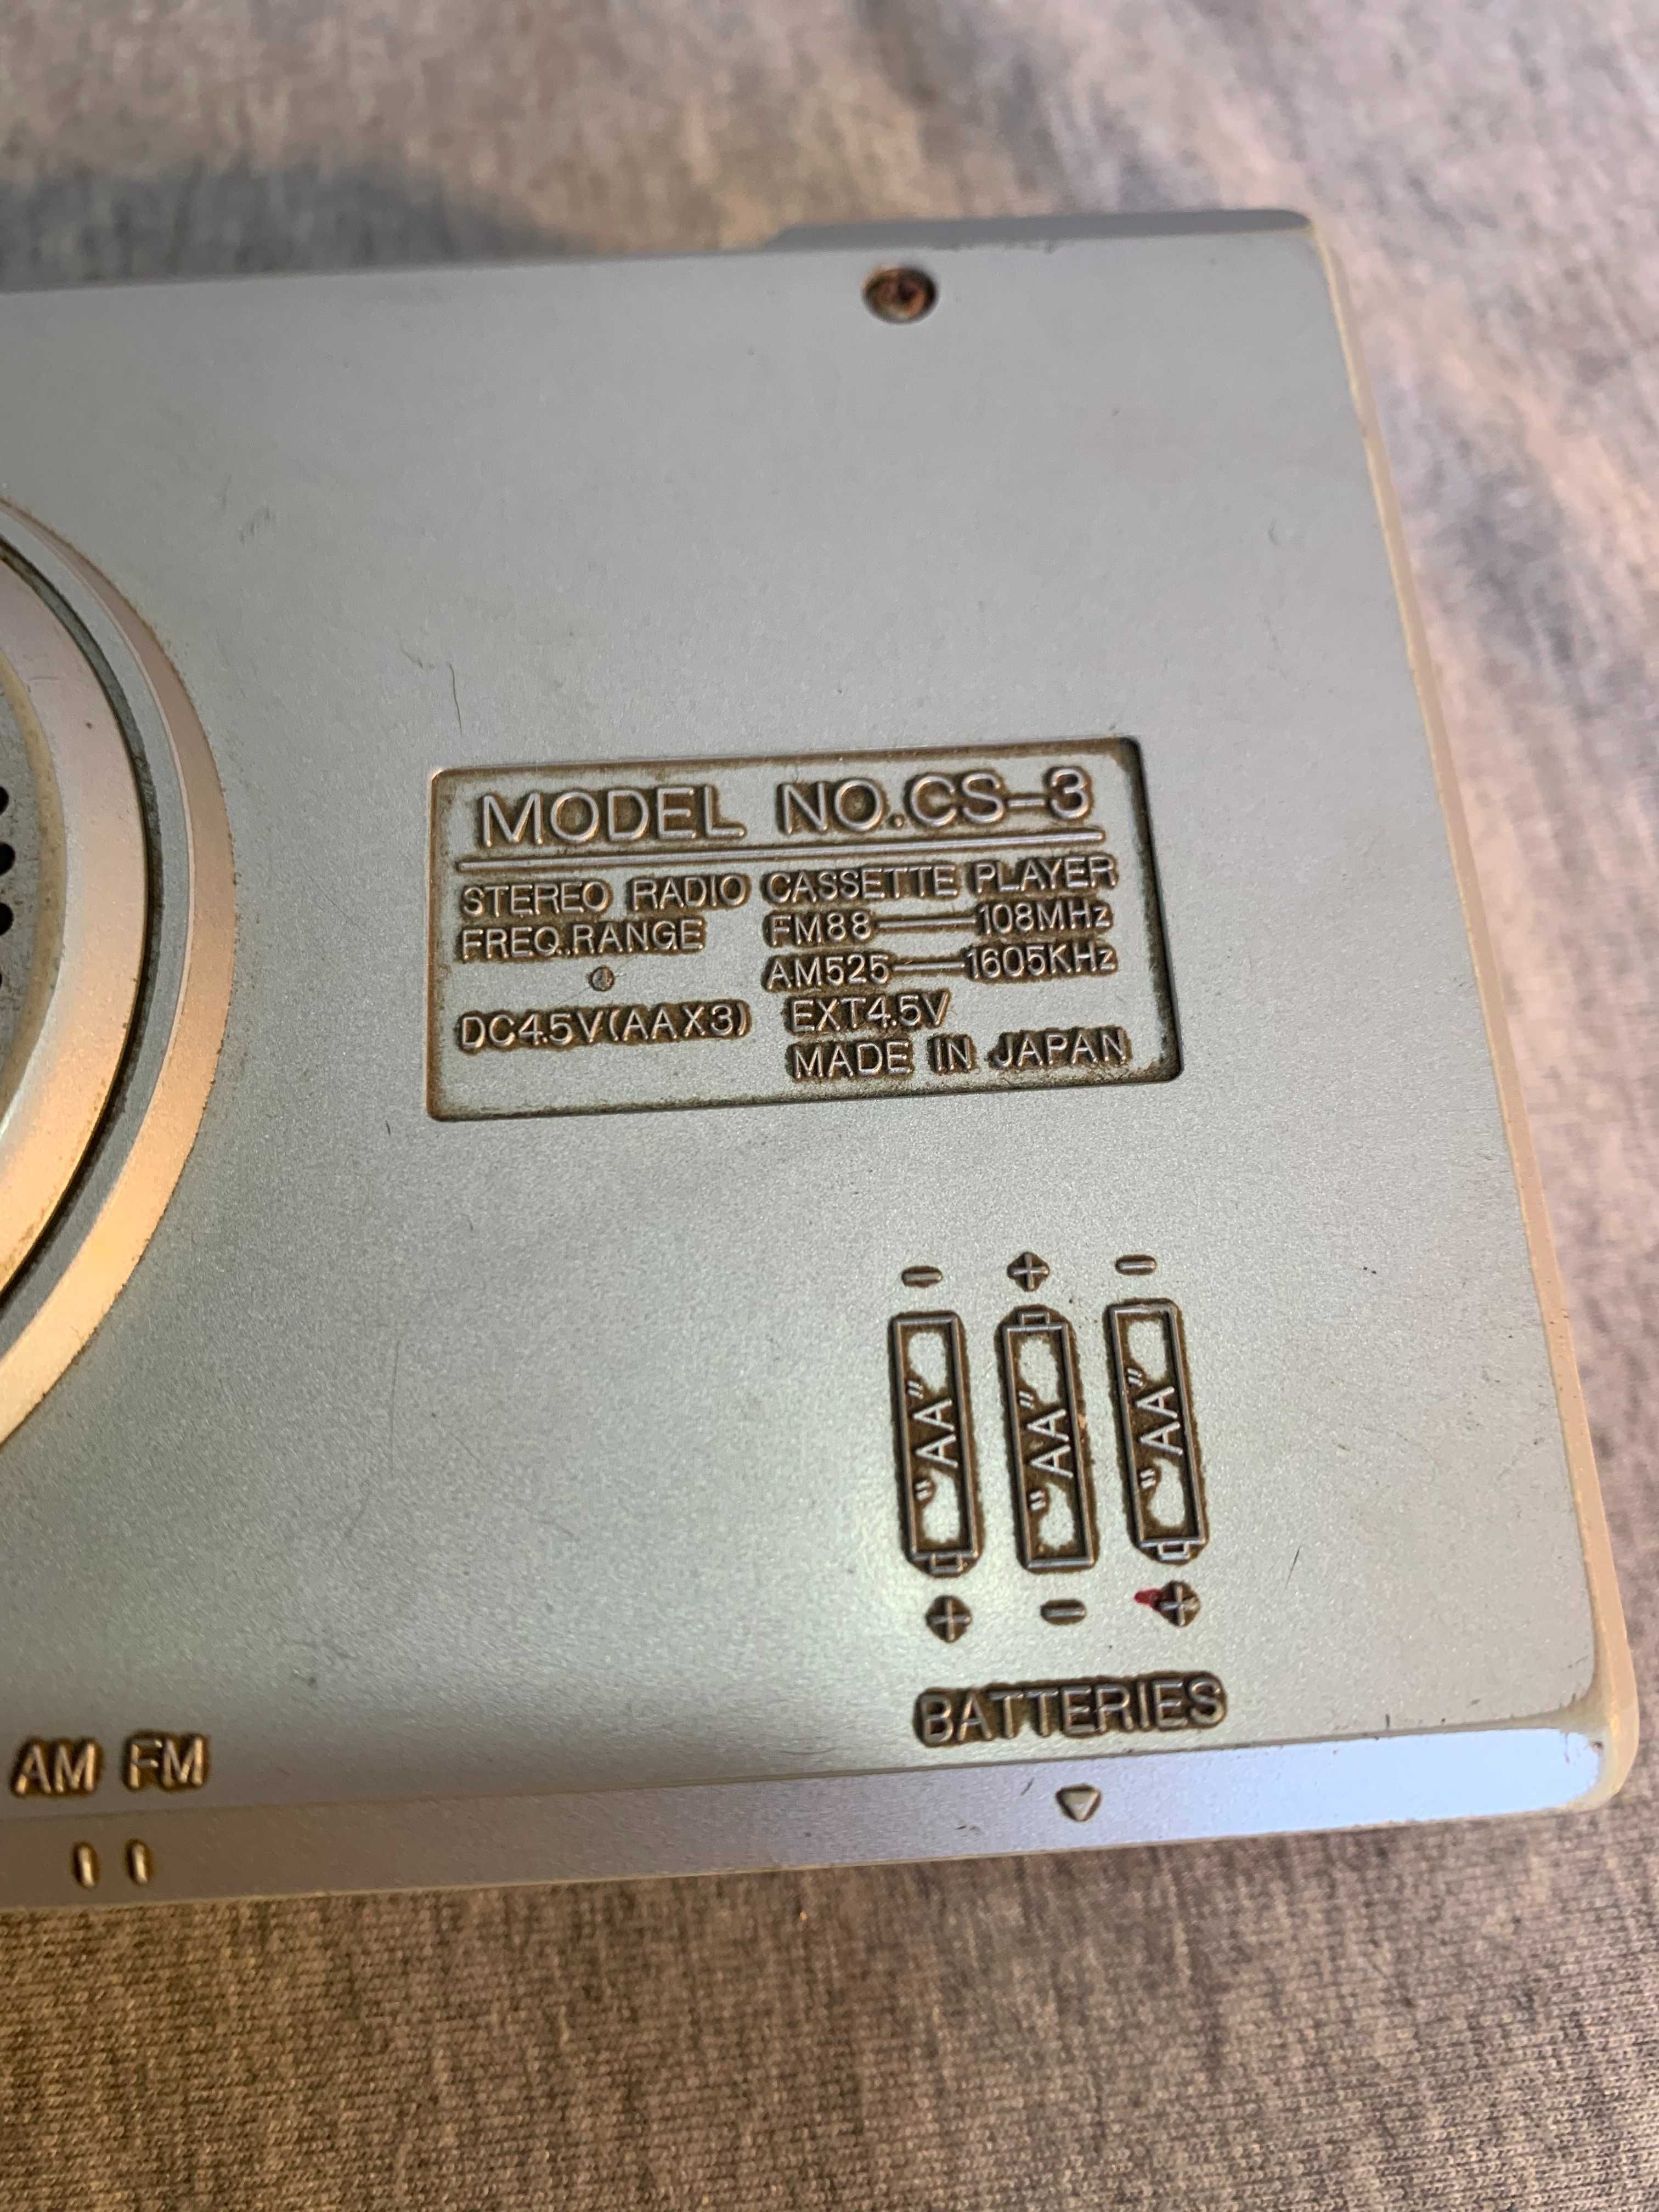 MODEL NO.CS-3
STEREO RADIO CASSETTE PLAYER
FREQ.RANGE FM88—108MHz
AM525—1605KHz
DC4.5V(AAX3) EXT4.5V
MADE IN JAPAN
- + -
"AA" "AA" "AA"
+ - +
BATTERIES
AM FM